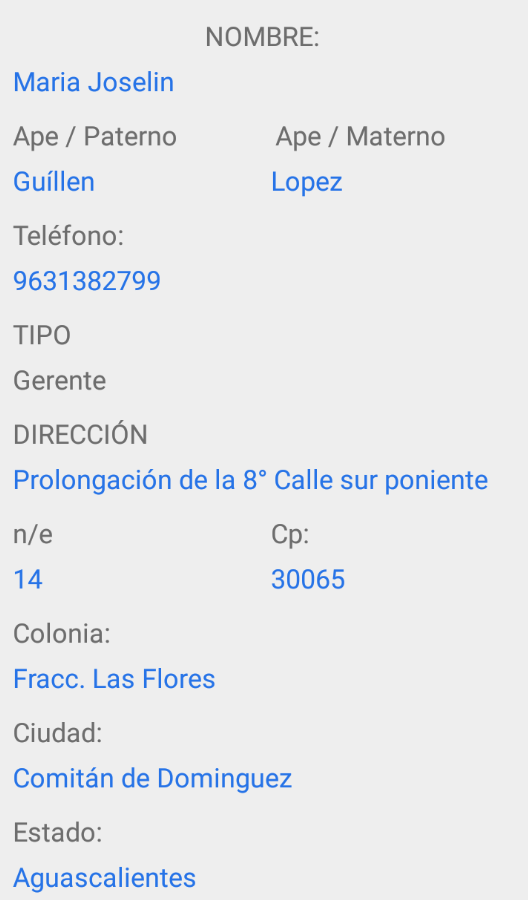 NOMBRE:
Maria Joselin
Ape / Paterno Ape / Materno
Guíllen Lopez
Teléfono:
9631382799
TIPO
Gerente
DIRECCIÓN
Prolongación de la 8° Calle sur poniente
n/e Cp:
14 30065
Colonia:
Fracc. Las Flores
Ciudad:
Comitán de Dominguez
Estado:
Aguascalientes